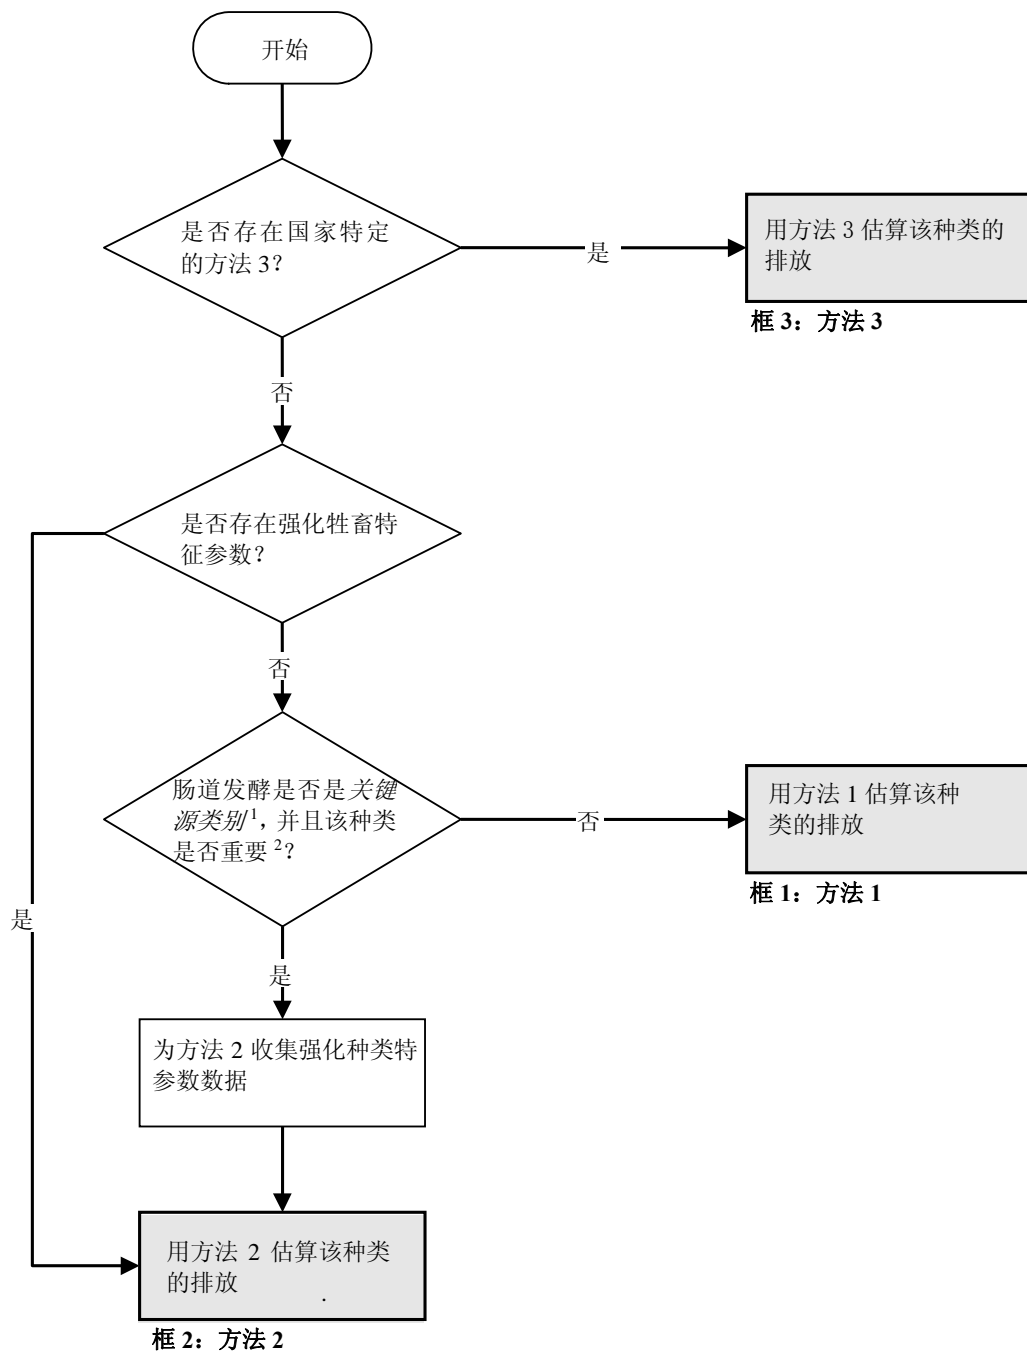 开始
是否存在国家特定
的方法 3？
是
用方法 3 估算该种类的
排放
框 3：方法 3
否
是否存在强化牲畜特
征参数？
否
肠道发酵是否是关键
源类别¹，并且该种类
是否重要²？
否
用方法 1 估算该种
类的排放
框 1：方法 1
是
是
为方法 2 收集强化种类特
参数数据
用方法 2 估算该种类
的排放
.
框 2：方法 2